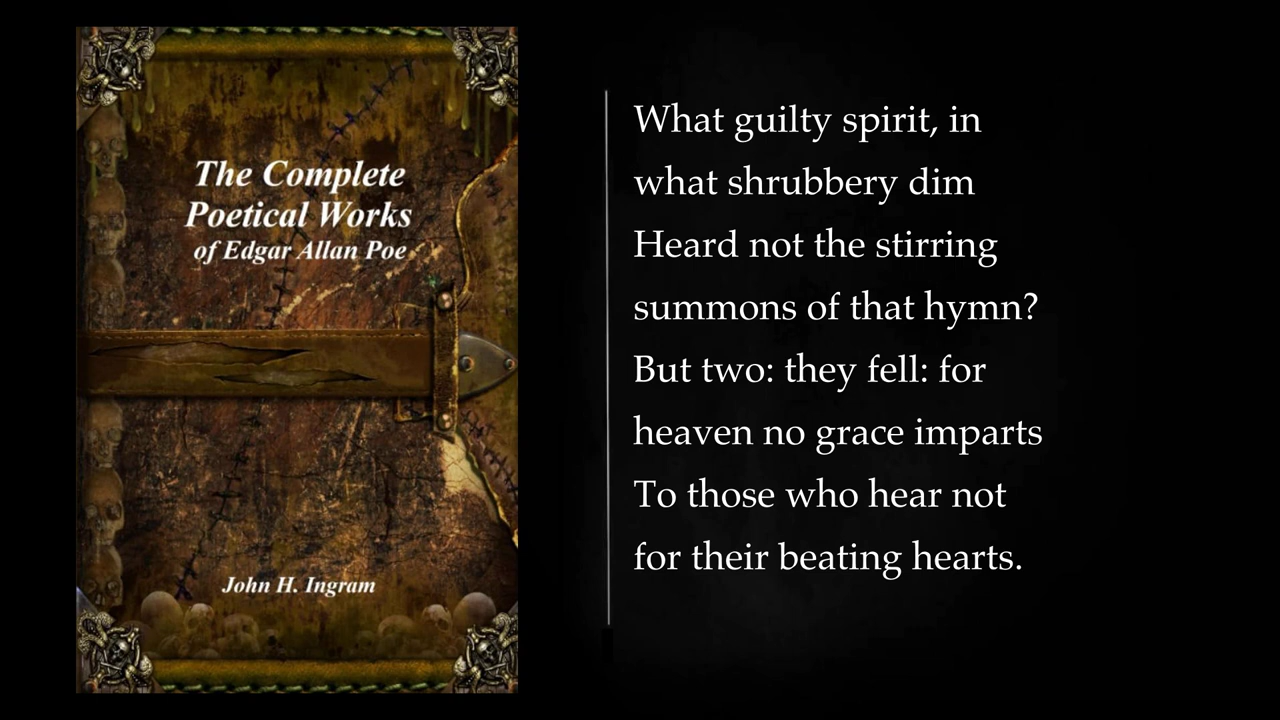 The Complete
Poetical Works
of Edgar Allan Poe
John H. Ingram
What guilty spirit, in
what shrubbery dim
Heard not the stirring
summons of that hymn?
But two: they fell: for
heaven no grace imparts
To those who hear not
for their beating hearts.